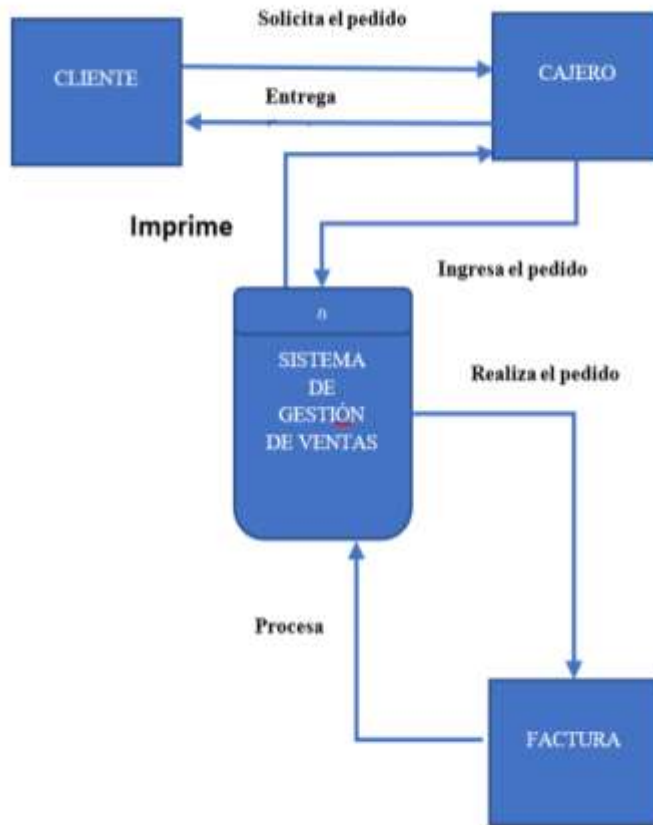 Solicita el pedido
CLIENTE
CAJERO
Entrega
Imprime
Ingresa el pedido
n
SISTEMA
DE
GESTIÓN
DE VENTAS
Realiza el pedido
Procesa
FACTURA